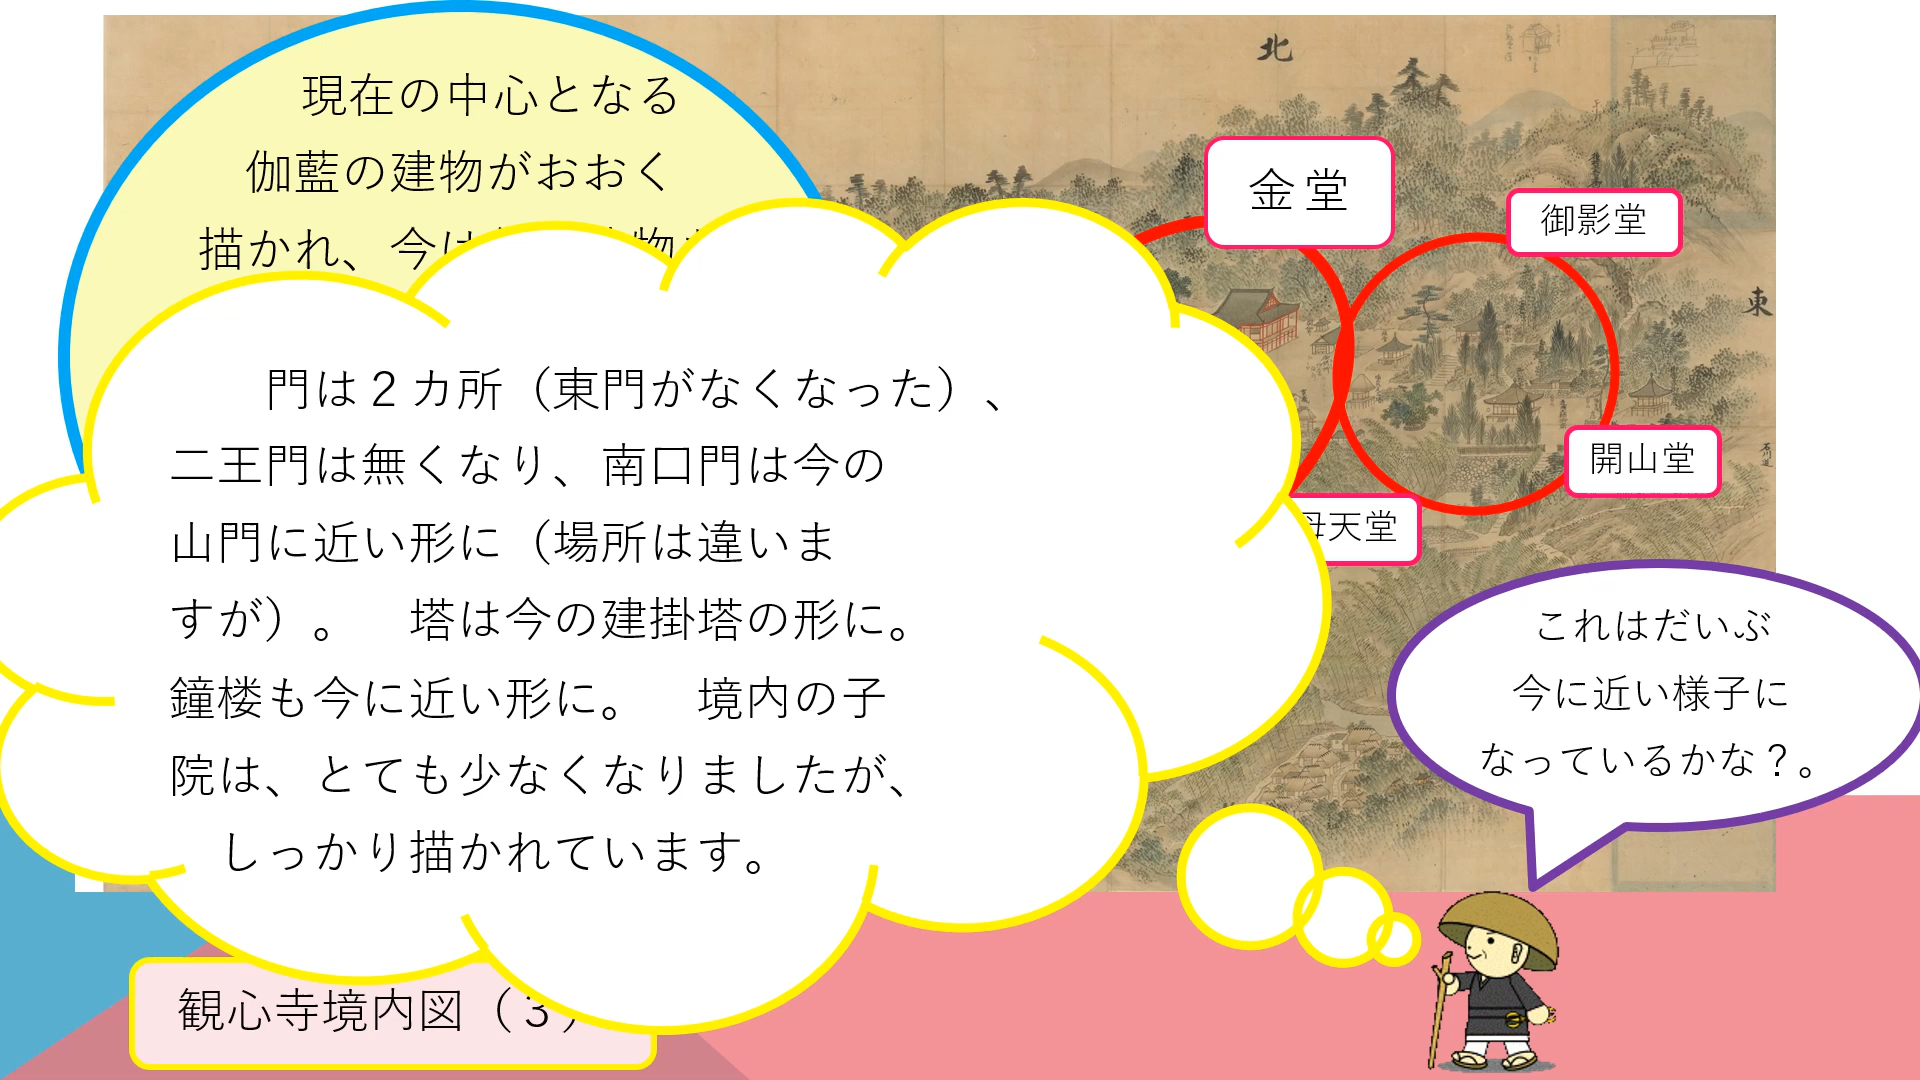 現在の中心となる
伽藍の建物がおおく
描かれ、今は
北
金堂
御影堂
東
開山堂
母天堂
門は２カ所（東門がなくなった）、
二王門は無くなり、南口門は今の
山門に近い形に（場所は違いま
すが）。　塔は今の建掛塔の形に。
鐘楼も今に近い形に。　境内の子
院は、とても少なくなりましたが、
しっかり描かれています。
これはだいぶ
今に近い様子に
なっているかな？。
観心寺境内図（３）